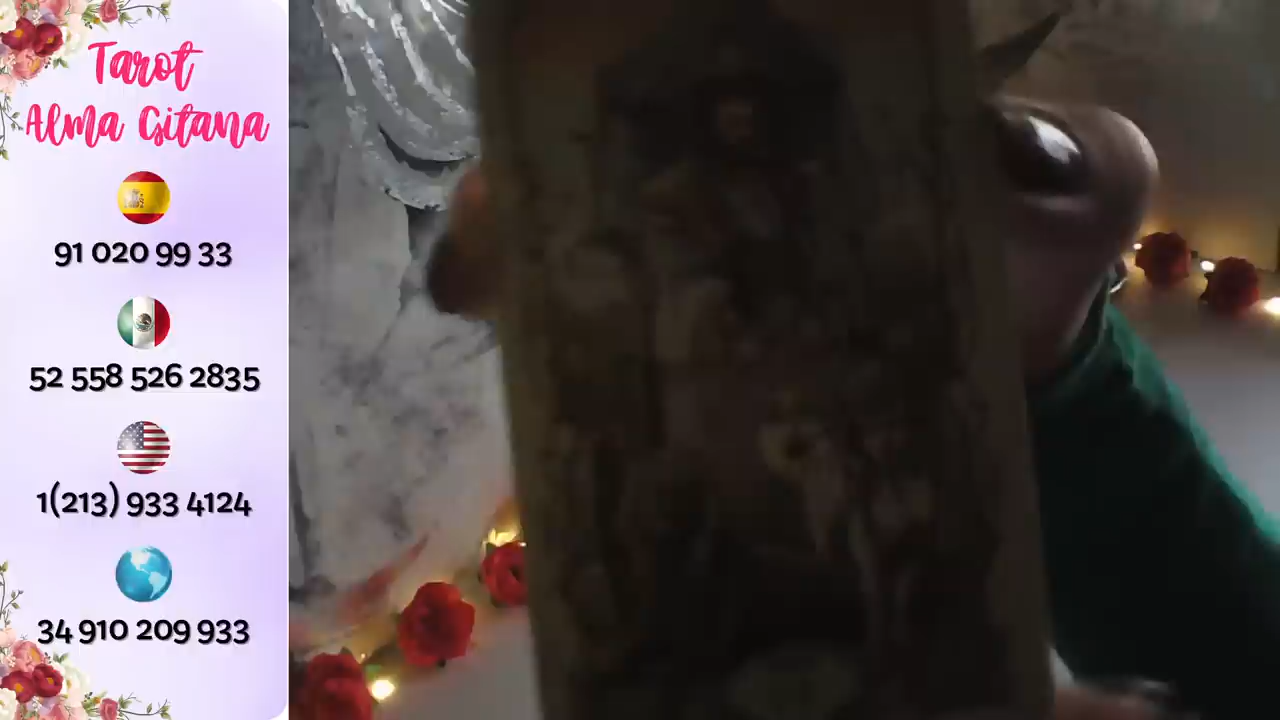 Tarot
Alma Gitana
91 020 99 33
52 558 526 2835
1(213) 933 4124
34 910 209 933